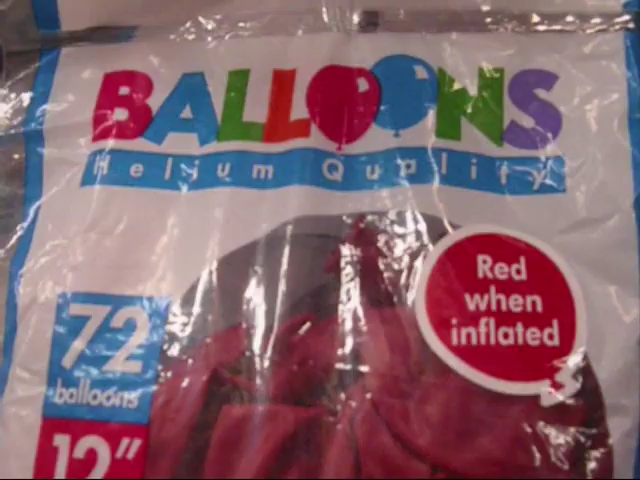 BALLOONS
Helium Quality
Red
when
inflated
72
balloons
12"